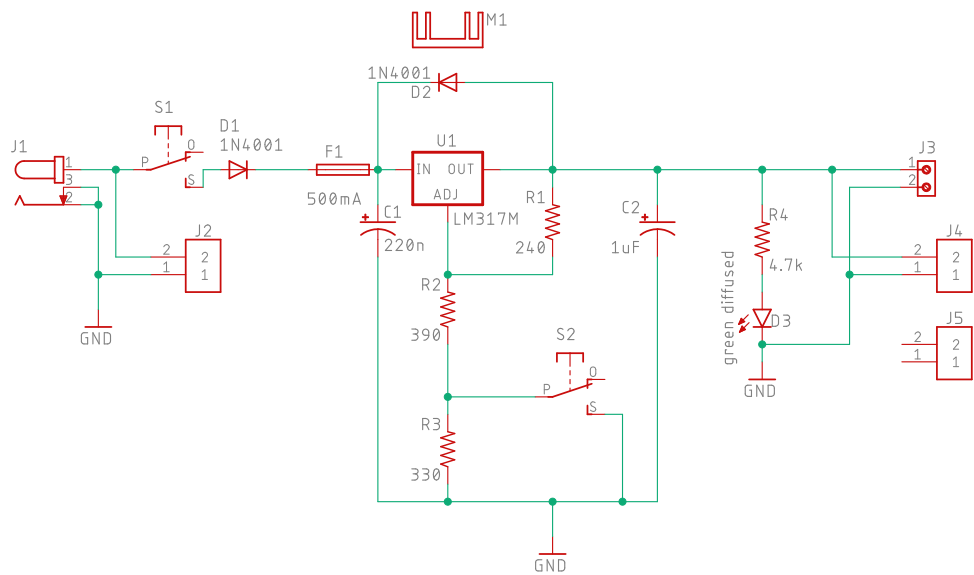 M1
1N4001
D2
S1
D1
1N4001
O
P
S
J1
1
3
2
F1
500mA
U1
IN OUT
ADJ
LM317M
J3
1
2
R1
240
C1
220n
C2
1uF
R4
4.7k
J2
2 2
1 1
J4
2 2
1 1
GND
R2
390
green diffused
D3
J5
2 2
1 1
S2
O
P
S
GND
R3
330
GND